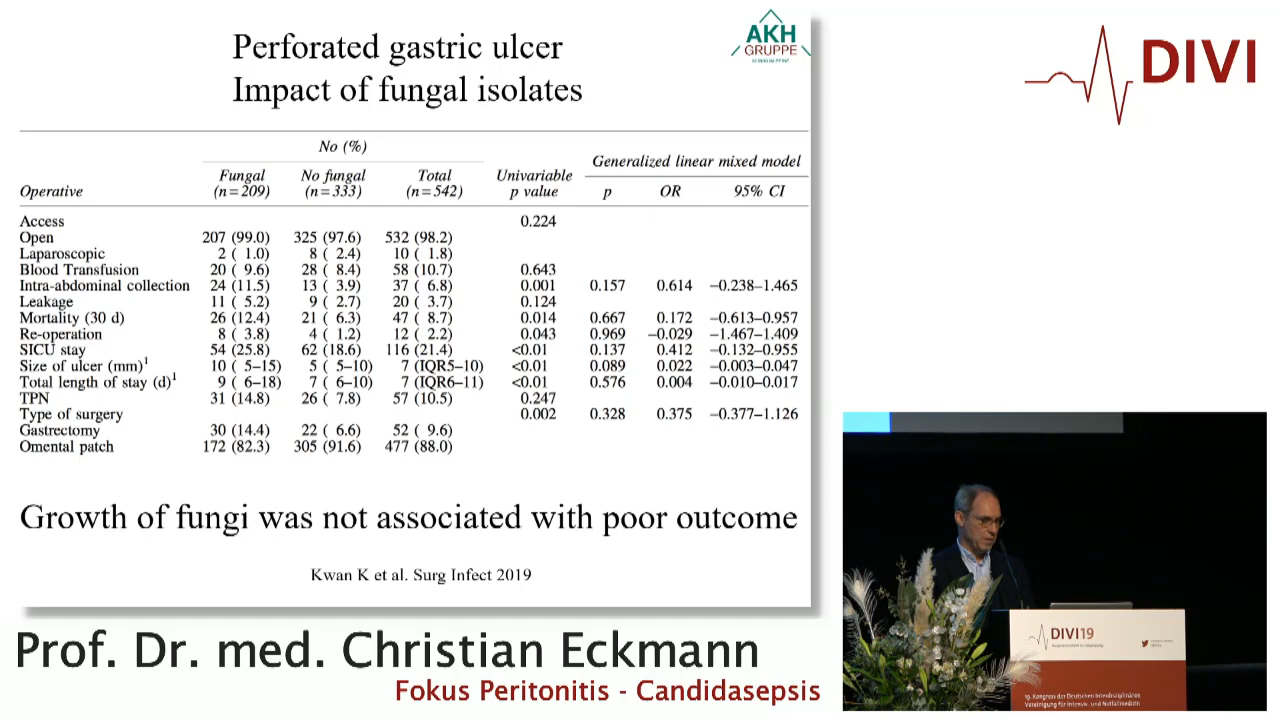 Perforated gastric ulcer
Impact of fungal isolates
AKH
GRUPPE
DIVI
No (%)
Generalized linear mixed model
Fungal No fungal Total Univariable
Operative (n=209) (n=333) (n=542) p value p OR 95% CI
Access 0.224
Open 207 (99.0) 325 (97.6) 532 (98.2)
Laparoscopic 2 ( 1.0) 8 ( 2.4) 10 ( 1.8)
Blood Transfusion 20 ( 9.6) 28 ( 8.4) 58 (10.7) 0.643
Intra-abdominal collection 24 (11.5) 13 ( 3.9) 37 ( 6.8) 0.001 0.157 0.614 −0.238–1.465
Leakage 11 ( 5.2) 9 ( 2.7) 20 ( 3.7) 0.124
Mortality (30 d) 26 (12.4) 21 ( 6.3) 47 ( 8.7) 0.014 0.667 0.172 −0.613–0.957
Re-operation 8 ( 3.8) 4 ( 1.2) 12 ( 2.2) 0.043 0.969 −0.029 −1.467–1.409
SICU stay 54 (25.8) 62 (18.6) 116 (21.4) <0.01 0.137 0.412 −0.132–0.955
Size of ulcer (mm)¹ 10 ( 5–15) 5 ( 5–10) 7 (IQR5–10) <0.01 0.089 0.022 −0.003–0.047
Total length of stay (d)¹ 9 ( 6–18) 7 ( 6–10) 7 (IQR6–11) <0.01 0.576 0.004 −0.010–0.017
TPN 31 (14.8) 26 ( 7.8) 57 (10.5) 0.247
Type of surgery 0.002 0.328 0.375 −0.377–1.126
Gastrectomy 30 (14.4) 22 ( 6.6) 52 ( 9.6)
Omental patch 172 (82.3) 305 (91.6) 477 (88.0)
Growth of fungi was not associated with poor outcome
Kwan K et al. Surg Infect 2019
Prof. Dr. med. Christian Eckmann
Fokus Peritonitis - Candidasepsis
DIVI19
19. Kongress der Deutschen Interdisziplinären
Vereinigung für Intensiv- und Notfallmedizin